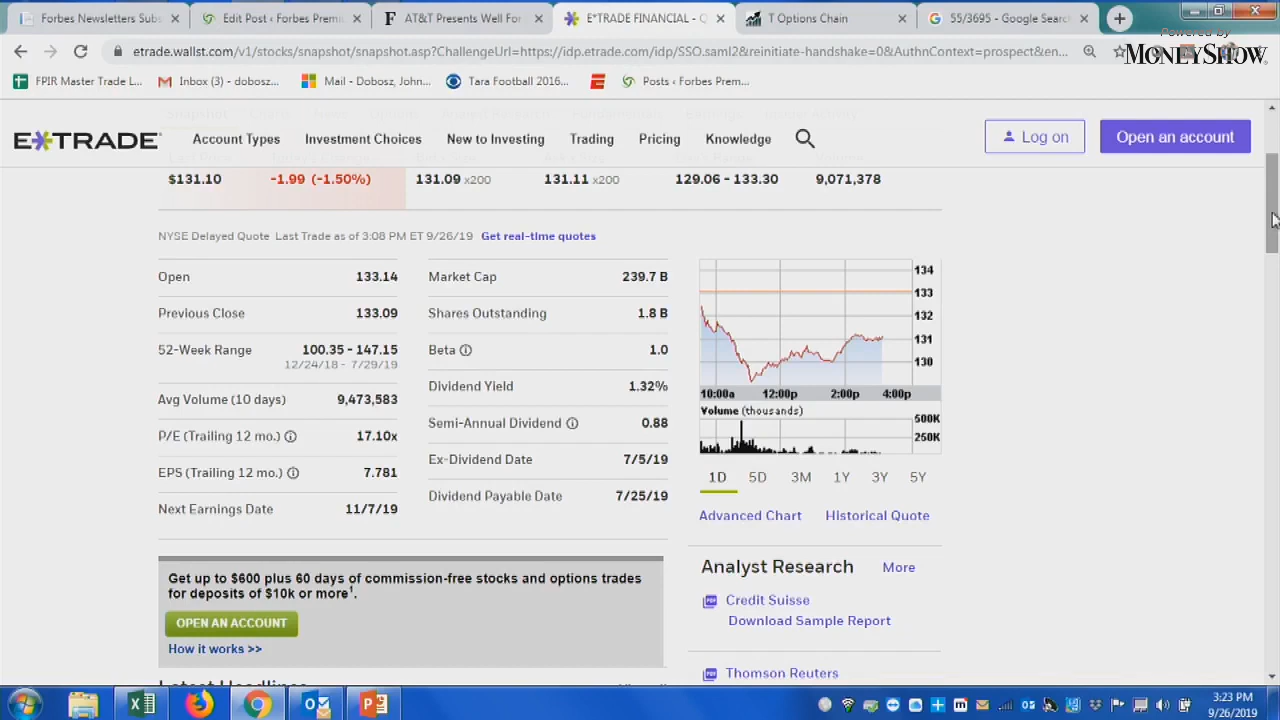 Forbes Newsletters Subs
Edit Post ‹ Forbes Premi
AT&T Presents Well For
E*TRADE FINANCIAL - Q
T Options Chain
55/3695 - Google Search
etrade.wallst.com/v1/stocks/snapshot/snapshot.asp?ChallengeUrl=https://idp.etrade.com/idp/SSO.saml2&reinitiate-handshake=0&AuthnContext=prospect&en...
Powered by
MONEYSHOW®
FPIR Master Trade L...
Inbox (3) - dobosz...
Mail - Dobosz, John...
Tara Football 2016...
Posts ‹ Forbes Prem...
E*TRADE
Account Types
Investment Choices
New to Investing
Trading
Pricing
Knowledge
Log on
Open an account
$131.10
-1.99 (-1.50%)
131.09 x200
131.11 x200
129.06 - 133.30
9,071,378
NYSE Delayed Quote Last Trade as of 3:08 PM ET 9/26/19 Get real-time quotes
Open 133.14
Previous Close 133.09
52-Week Range 100.35 - 147.15
12/24/18 - 7/29/19
Avg Volume (10 days) 9,473,583
P/E (Trailing 12 mo.) 17.10x
EPS (Trailing 12 mo.) 7.781
Next Earnings Date 11/7/19
Market Cap 239.7 B
Shares Outstanding 1.8 B
Beta 1.0
Dividend Yield 1.32%
Semi-Annual Dividend 0.88
Ex-Dividend Date 7/5/19
Dividend Payable Date 7/25/19
134
133
132
131
130
10:00a 12:00p 2:00p 4:00p
Volume (thousands)
500K
250K
1D 5D 3M 1Y 3Y 5Y
Advanced Chart Historical Quote
Analyst Research More
Credit Suisse
Download Sample Report
Thomson Reuters
Get up to $600 plus 60 days of commission-free stocks and options trades
for deposits of $10k or more¹.
OPEN AN ACCOUNT
How it works >>
Latest Headlines
3:23 PM
9/26/2019